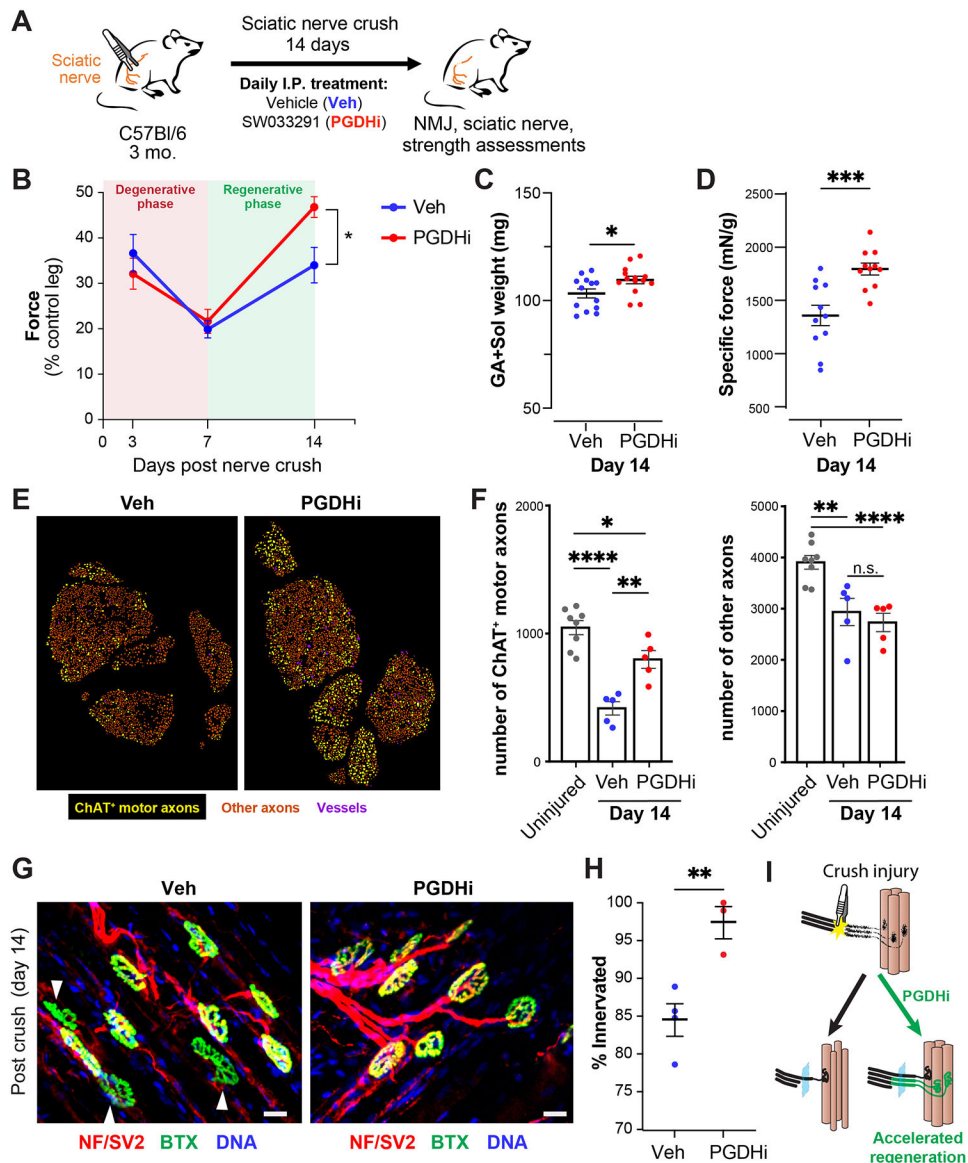 A
Sciatic nerve
Sciatic nerve crush
14 days
Daily I.P. treatment:
Vehicle (Veh)
SW033291 (PGDHi)
C57Bl/6
3 mo.
NMJ, sciatic nerve,
strength assessments
B
Force
(% control leg)
50
40
30
20
10
0
Degenerative
phase
Regenerative
phase
*
Veh
PGDHi
0 3 7 14
Days post nerve crush
C
GA+Sol weight (mg)
150
100
50
*
Veh PGDHi
Day 14
D
Specific force (mN/g)
2500
2000
1500
1000
500
***
Veh PGDHi
Day 14
E
Veh PGDHi
ChAT+ motor axons Other axons Vessels
F
number of ChAT+ motor axons
2000
1000
0
*
****
**
Uninjured Veh PGDHi
Day 14
number of other axons
5000
4000
3000
2000
1000
0
**
****
n.s.
Uninjured Veh PGDHi
Day 14
G
Veh PGDHi
Post crush (day 14)
NF/SV2 BTX DNA
NF/SV2 BTX DNA
H
% Innervated
100
95
90
85
80
75
70
**
Veh PGDHi
I
Crush injury
PGDHi
Accelerated
regeneration